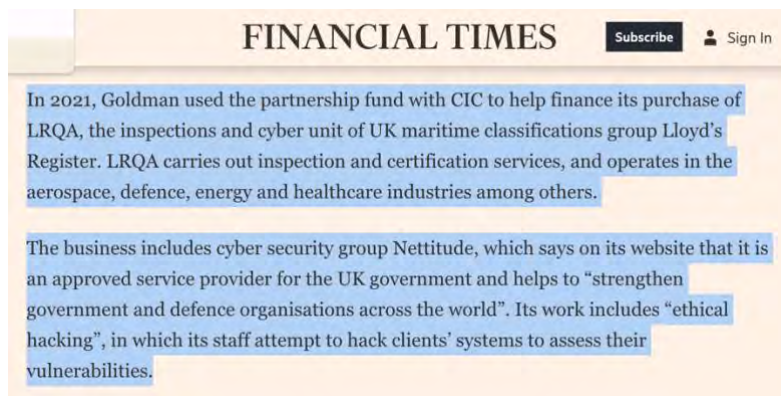 FINANCIAL TIMES
Subscribe
Sign In
In 2021, Goldman used the partnership fund with CIC to help finance its purchase of
LRQA, the inspections and cyber unit of UK maritime classifications group Lloyd’s
Register. LRQA carries out inspection and certification services, and operates in the
aerospace, defence, energy and healthcare industries among others.
The business includes cyber security group Nettitude, which says on its website that it is
an approved service provider for the UK government and helps to “strengthen
government and defence organisations across the world”. Its work includes “ethical
hacking”, in which its staff attempt to hack clients’ systems to assess their
vulnerabilities.